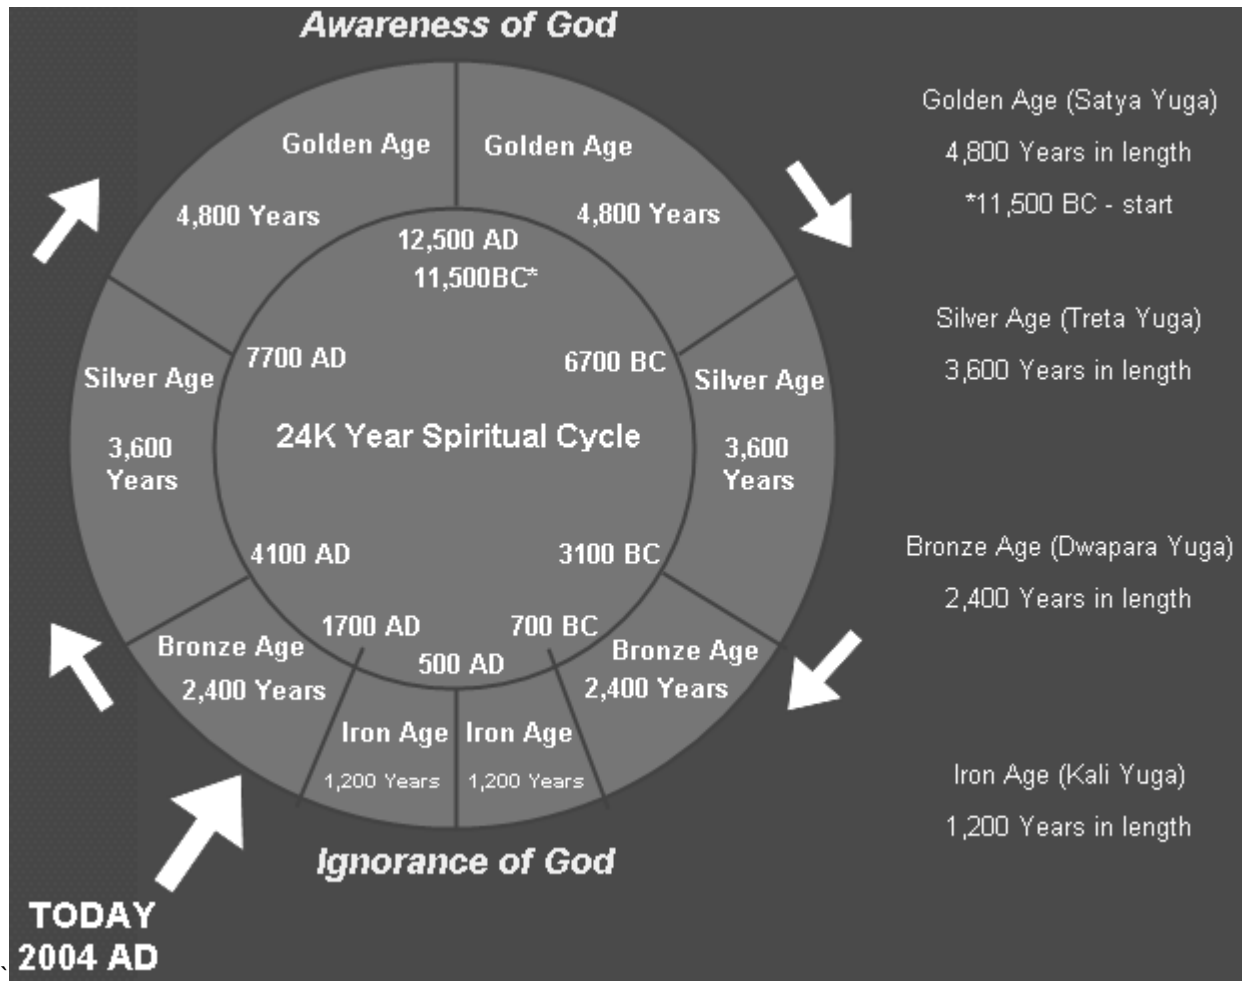 Awareness of God
Golden Age
4,800 Years
Golden Age
4,800 Years
12,500 AD
11,500BC*
7700 AD
6700 BC
Silver Age
3,600
Years
24K Year Spiritual Cycle
Silver Age
3,600
Years
4100 AD
3100 BC
1700 AD
700 BC
500 AD
Bronze Age
2,400 Years
Bronze Age
2,400 Years
Iron Age
1,200 Years
Iron Age
1,200 Years
Ignorance of God
TODAY
2004 AD
`
Golden Age (Satya Yuga)
4,800 Years in length
*11,500 BC - start
Silver Age (Treta Yuga)
3,600 Years in length
Bronze Age (Dwapara Yuga)
2,400 Years in length
Iron Age (Kali Yuga)
1,200 Years in length